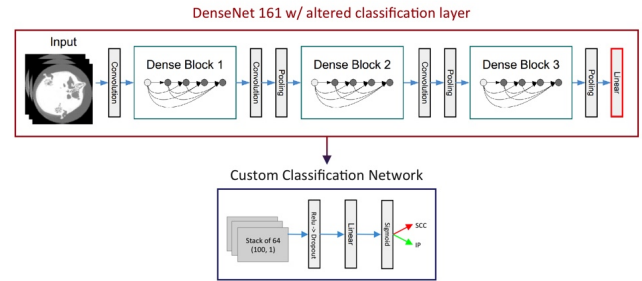 DenseNet 161 w/ altered classification layer
Input
Convolution
Dense Block 1
Convolution
Pooling
Dense Block 2
Convolution
Pooling
Dense Block 3
Pooling
Linear
Custom Classification Network
Stack of 64
(100, 1)
Relu -> Dropout
Linear
Sigmoid
SCC
IP